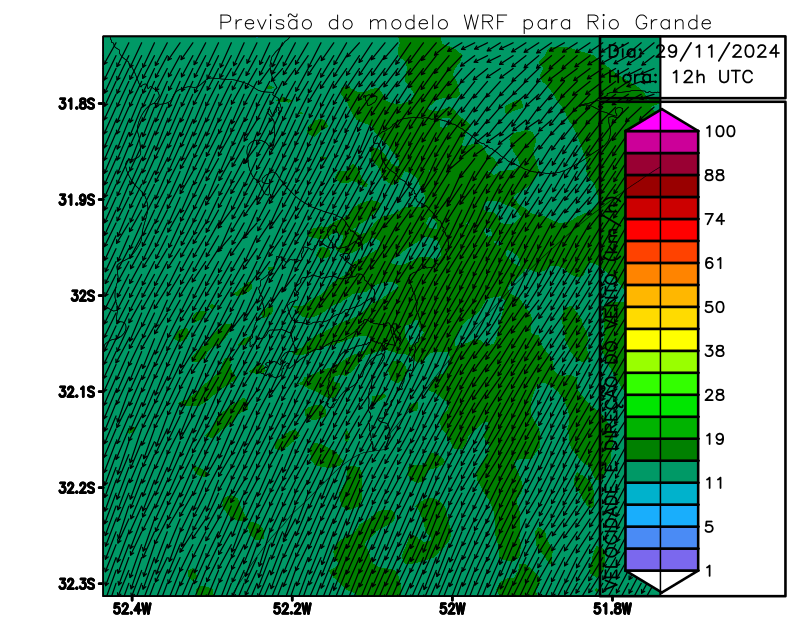 Previsão do modelo WRF para Rio Grande
Dia: 29/11/2024
Hora: 12h UTC
31.8S
31.9S
32S
32.1S
32.2S
32.3S
52.4W
52.2W
52W
51.8W
VELOCIDADE E DIREÇÃO DO VENTO (km/h)
100
88
74
61
50
38
28
19
11
5
1